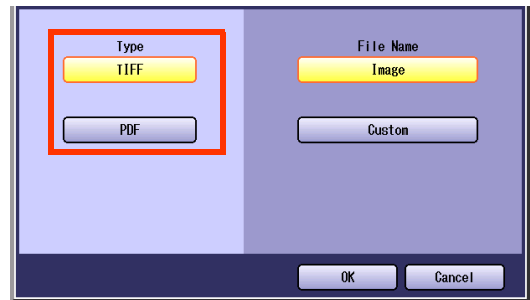 Type
TIFF
PDF
File Name
Image
Custom
OK
Cancel